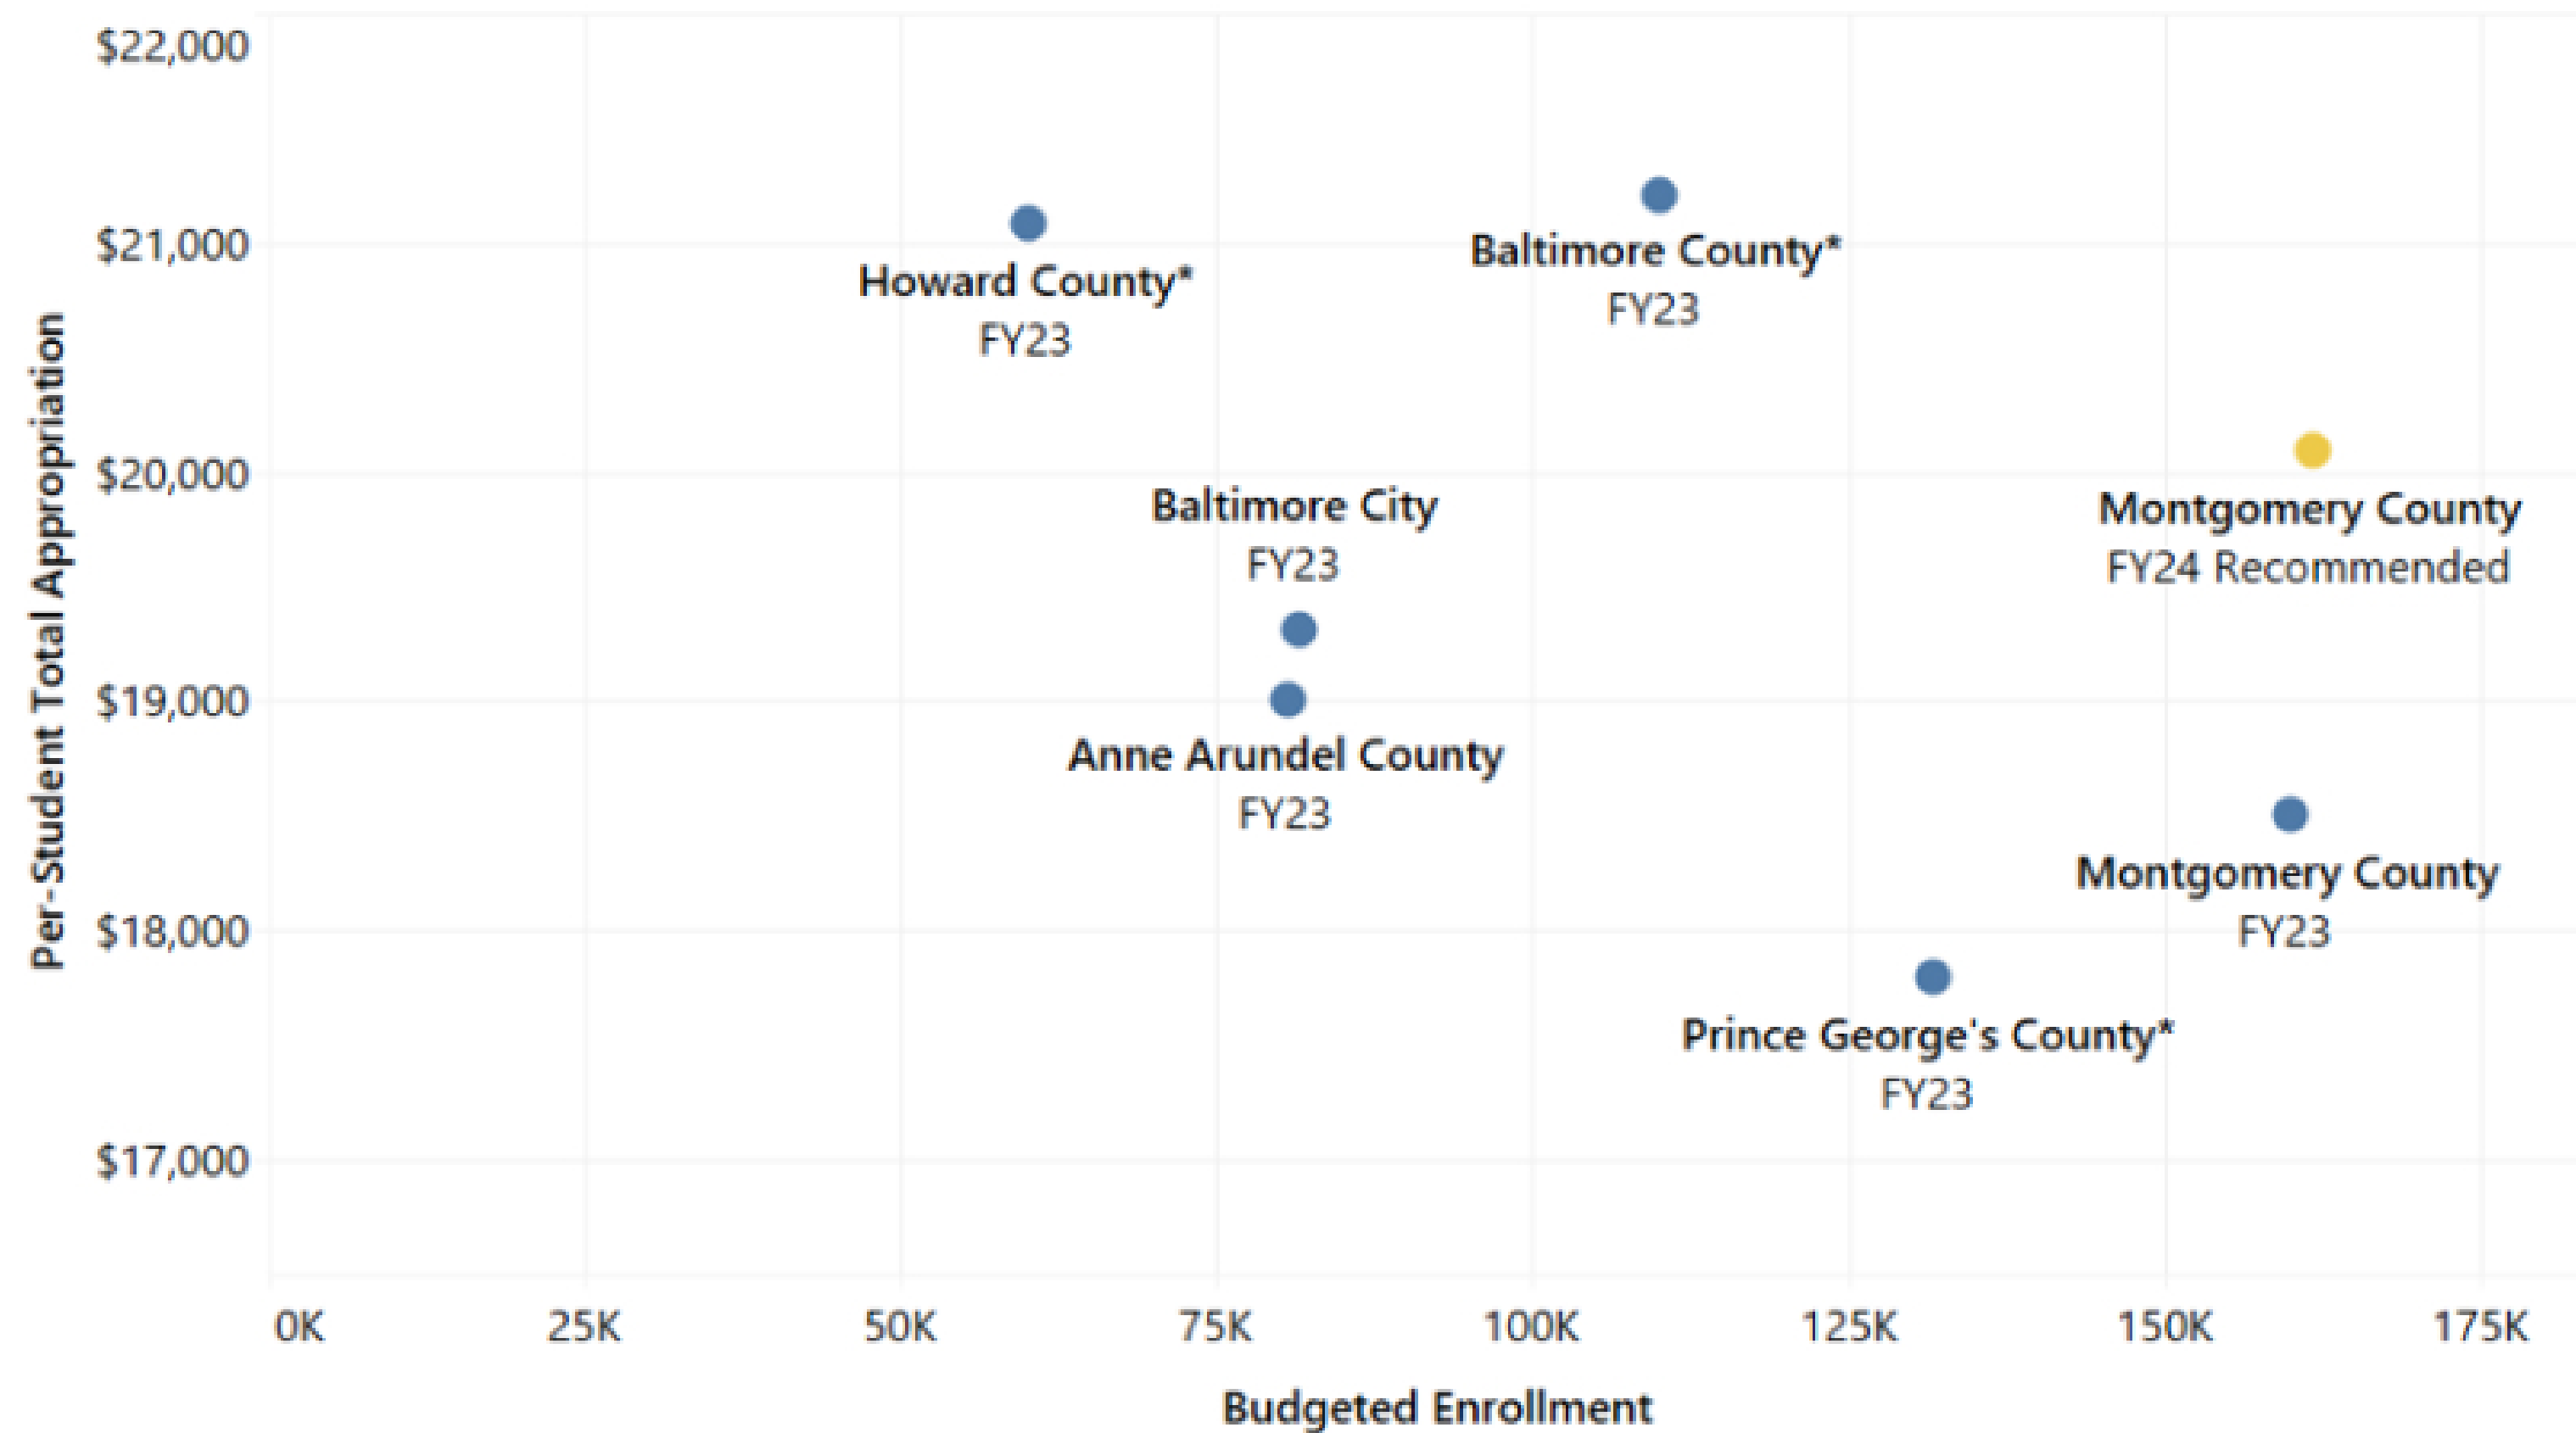 $22,000
$21,000
$20,000
$19,000
$18,000
$17,000
Per-Student Total Appropriation
Howard County*
FY23
Baltimore County*
FY23
Baltimore City
FY23
Montgomery County
FY24 Recommended
Anne Arundel County
FY23
Montgomery County
FY23
Prince George's County*
FY23
0K 25K 50K 75K 100K 125K 150K 175K
Budgeted Enrollment